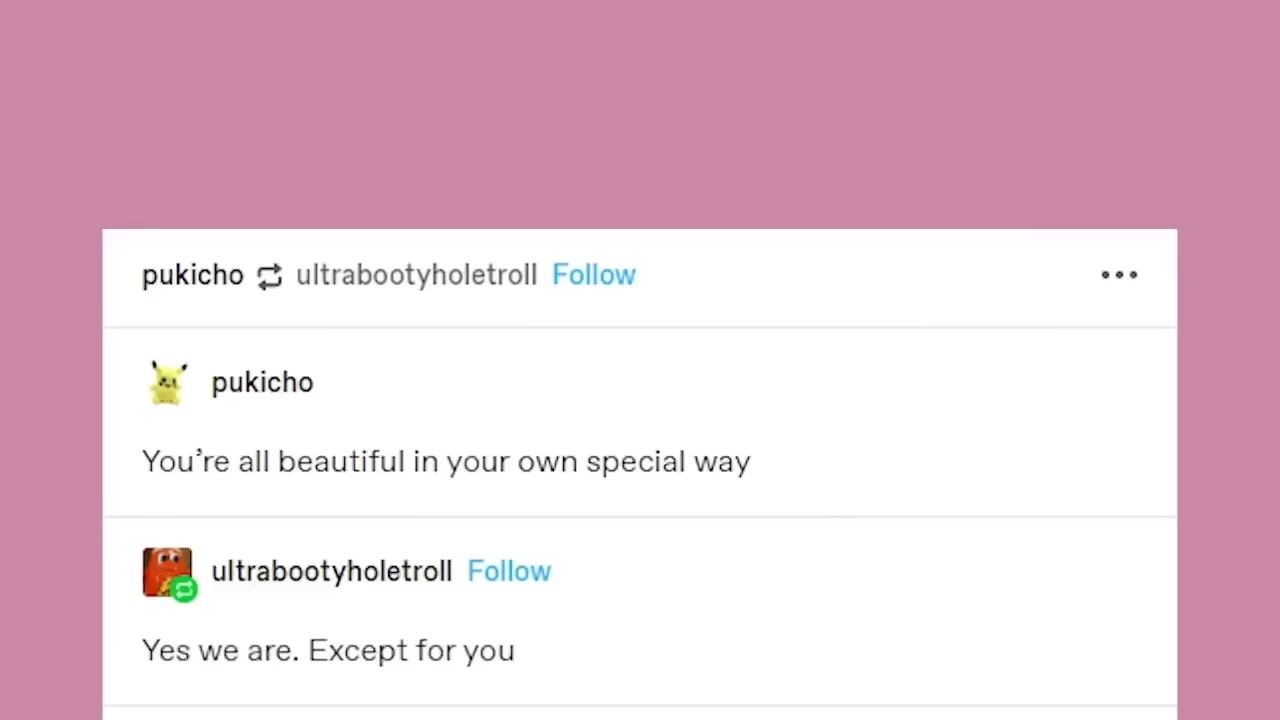 pukicho ultrabootyholetroll Follow
pukicho
You’re all beautiful in your own special way
ultrabootyholetroll Follow
Yes we are. Except for you